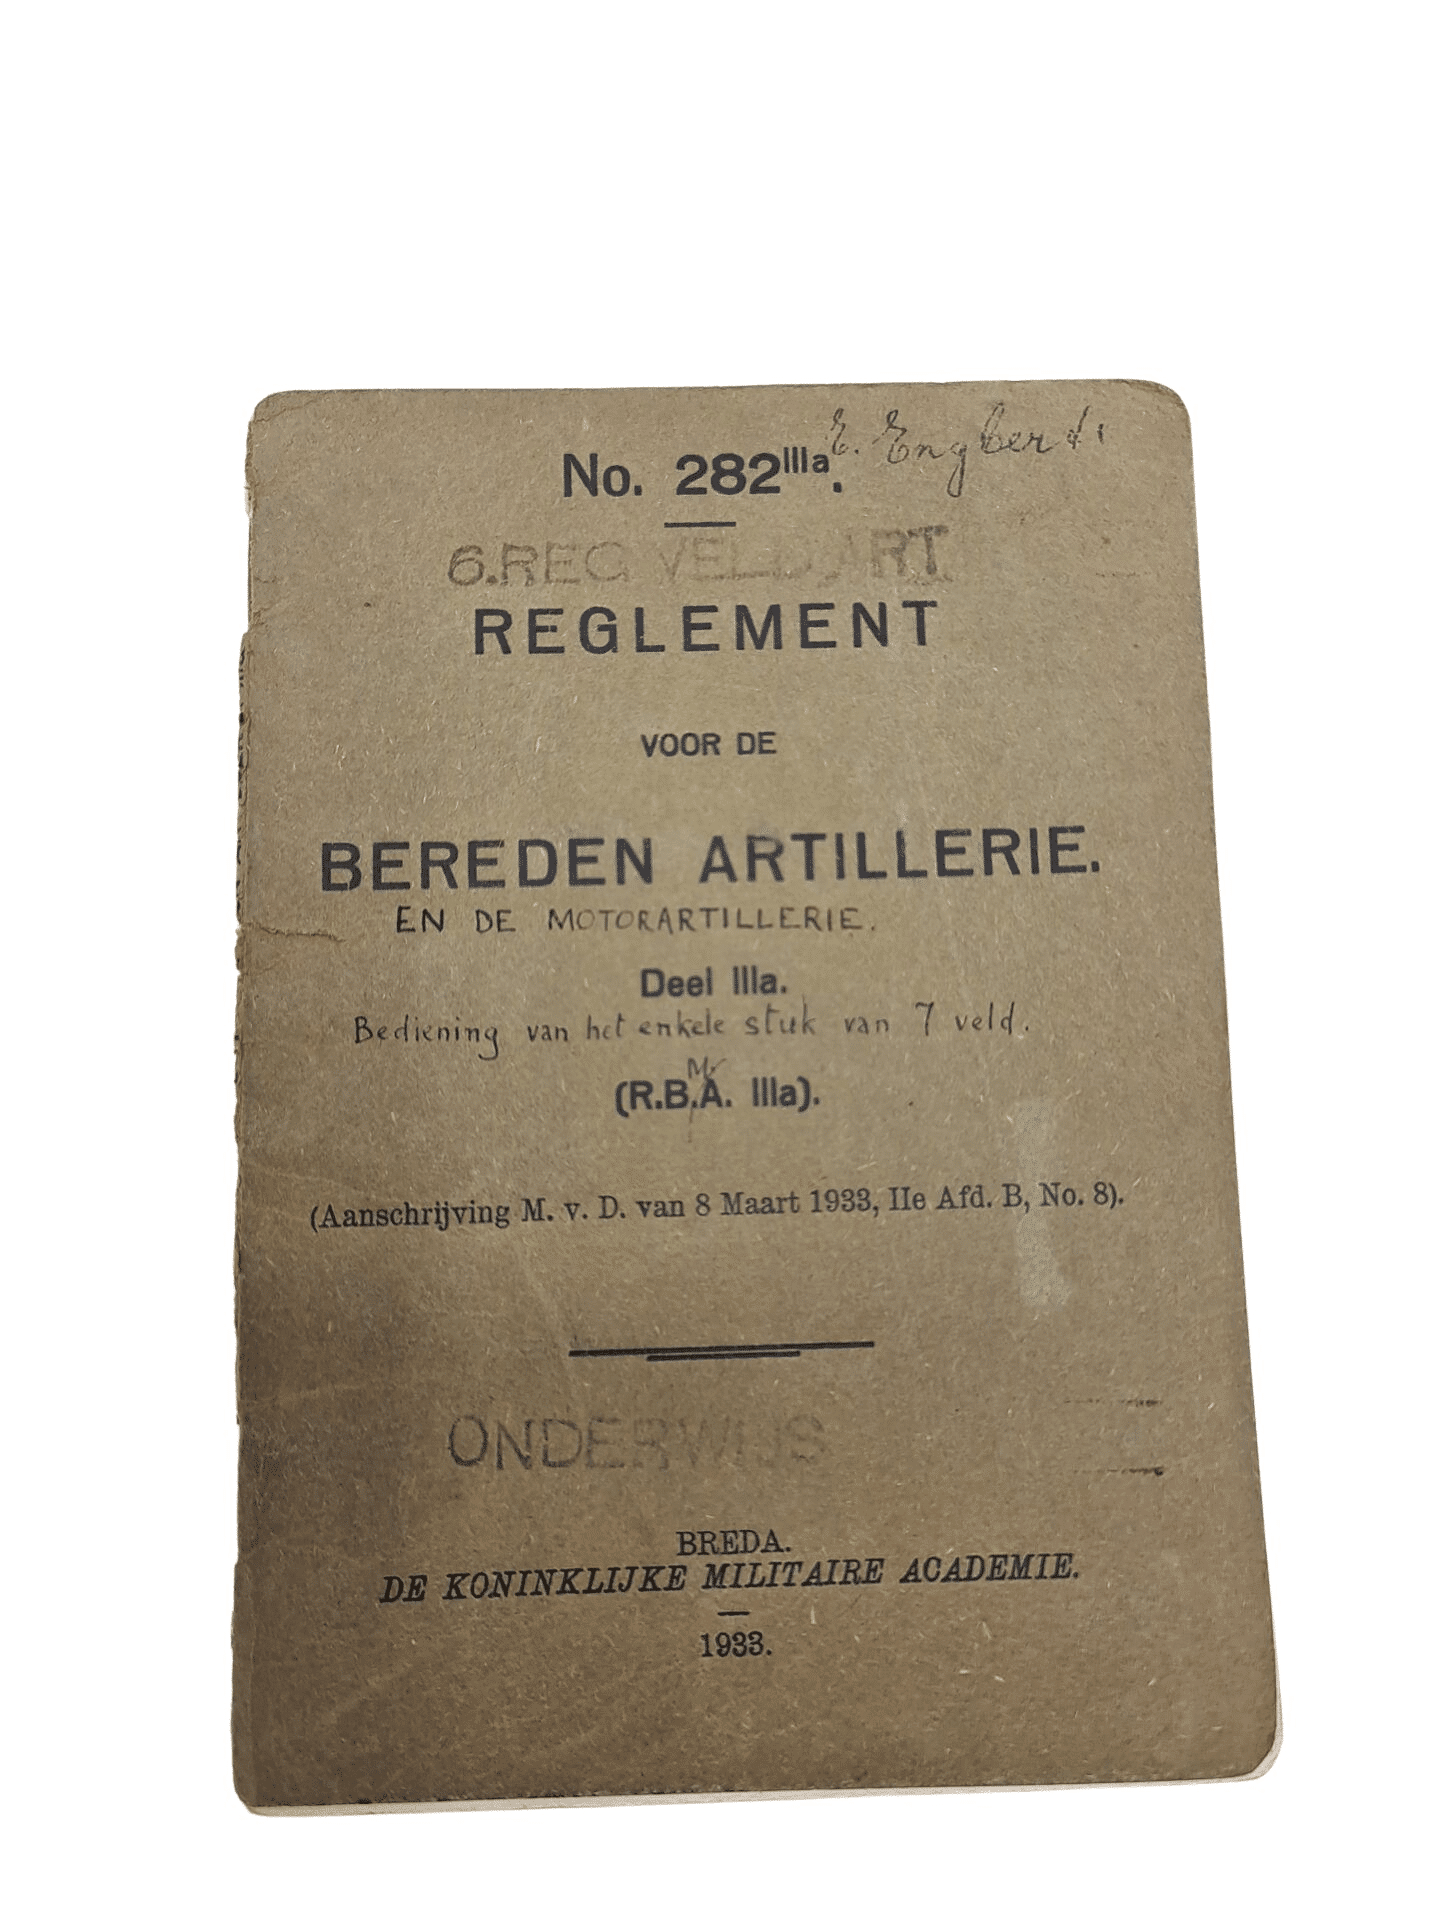 E. Engberts
No. 282IIIa.
6.REG VELDART
REGLEMENT
VOOR DE
BEREDEN ARTILLERIE.
EN DE MOTORARTILLERIE.
Deel IIIa.
Bediening van het enkele stuk van 7 veld.
M.
(R.B.A. IIIa).
(Aanschrijving M. v. D. van 8 Maart 1933, IIe Afd. B, No. 8).
ONDERWIJS
BREDA.
DE KONINKLIJKE MILITAIRE ACADEMIE.
1933.